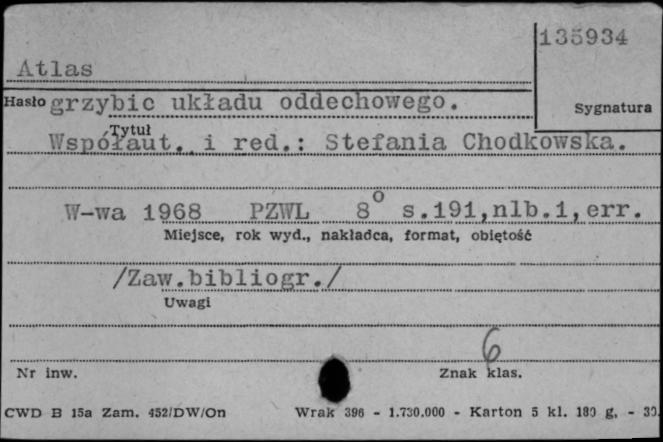 135934
Atlas
Hasło grzybic układu oddechowego. Sygnatura
Tytuł
Współaut. i red.: Stefania Chodkowska.
W-wa 1968 PZWL 8° s.191,nlb.1,err.
Miejsce, rok wyd., nakładca, format, obiętość
/Zaw.bibliogr./
Uwagi
6
Nr inw. Znak klas.
CWD B 15a Zam. 452/DW/On Wrak 396 - 1.730.000 - Karton 5 kl. 180 g. - 30.